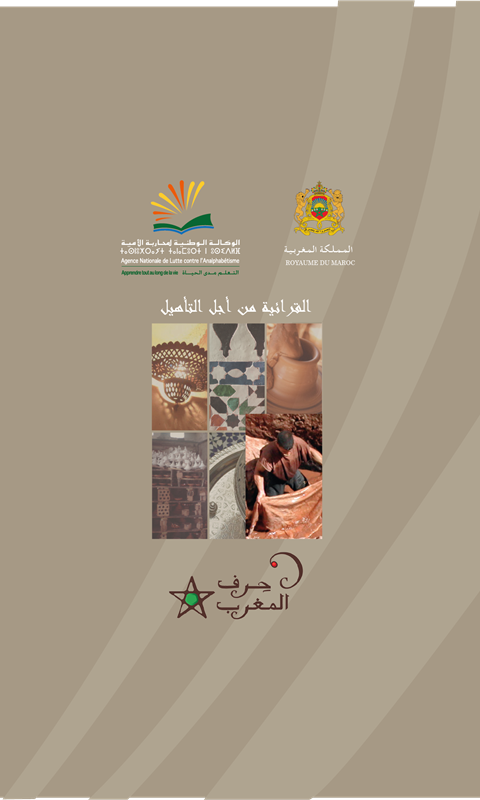 الوكالة الوطنية لمحاربة الأمية
Agence Nationale de Lutte contre l'Analphabétisme
Apprendre tout au long de la vie التعلم مدى الحياة
المملكة المغربية
ROYAUME DU MAROC
القرائية من أجل التأهيل
حرف
المغرب